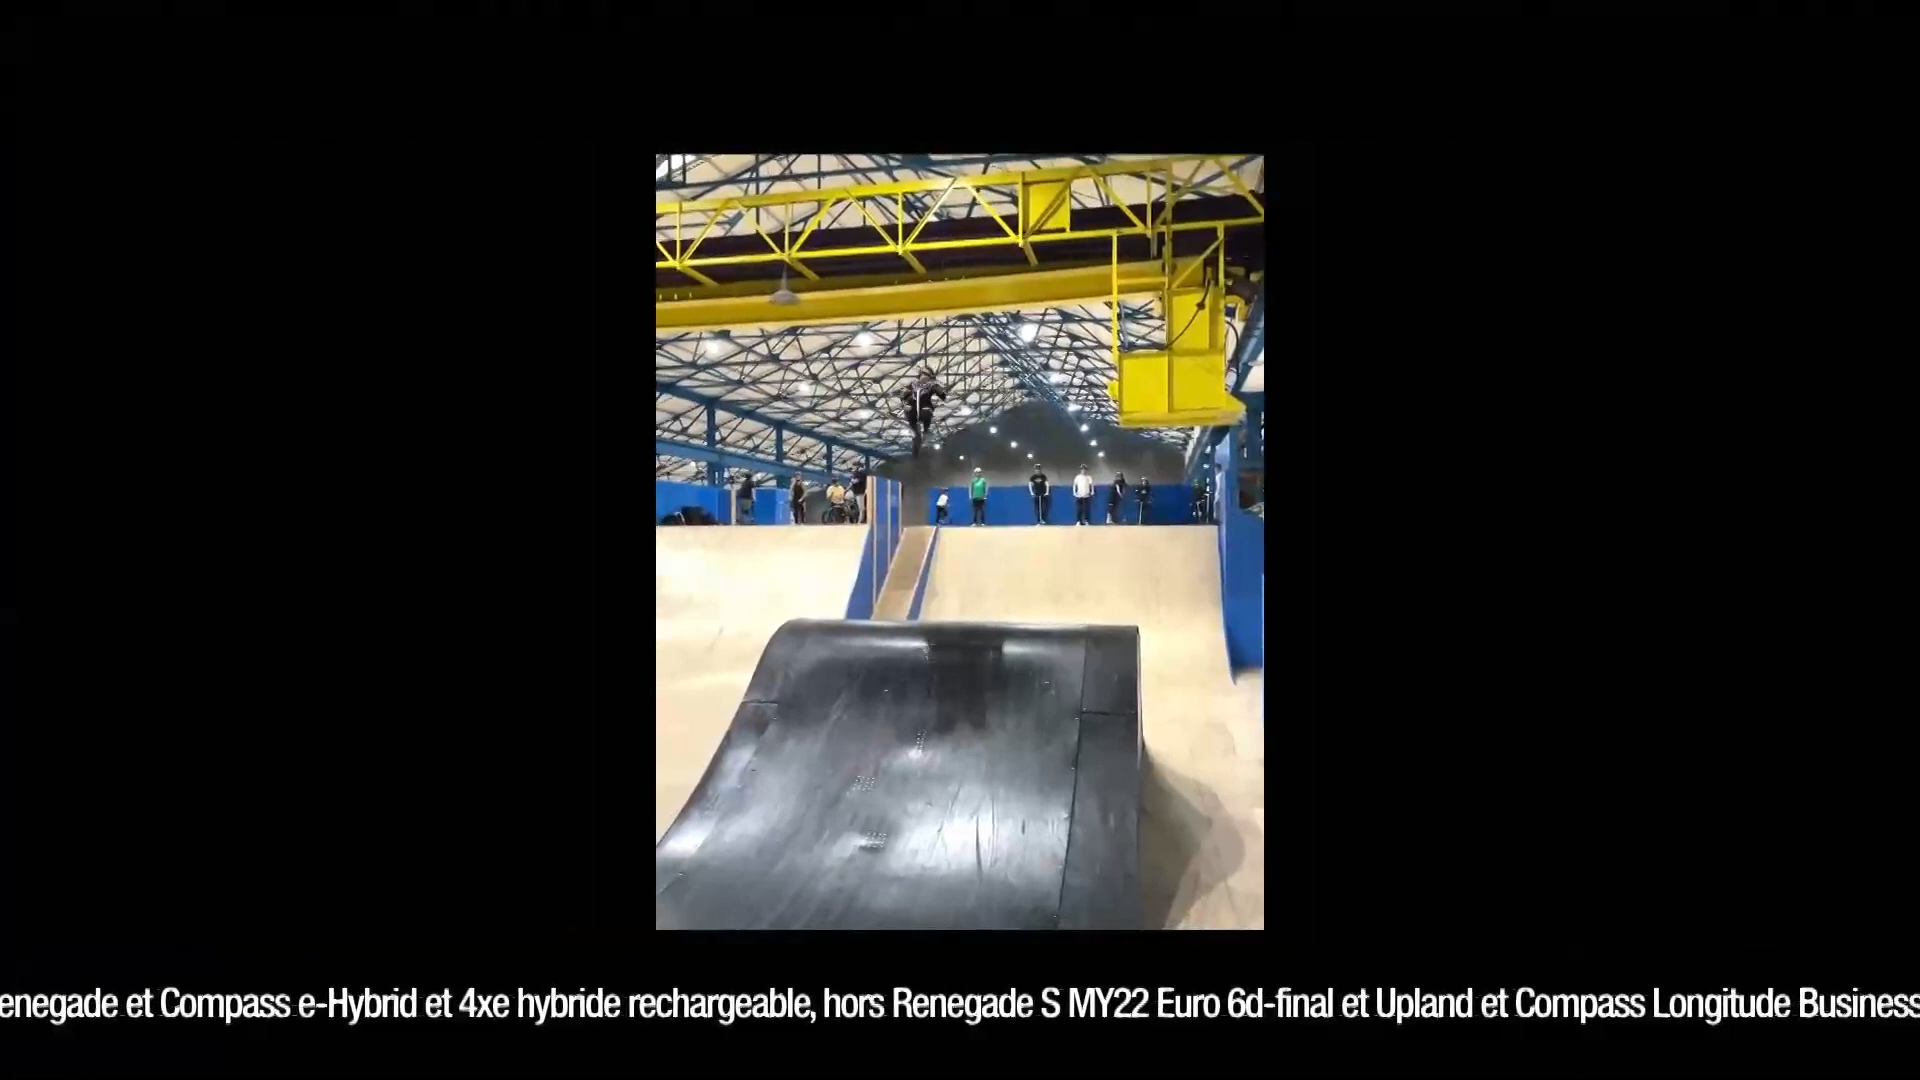 enegade et Compass e-Hybrid et 4xe hybride rechargeable, hors Renegade S MY22 Euro 6d-final et Upland et Compass Longitude Business